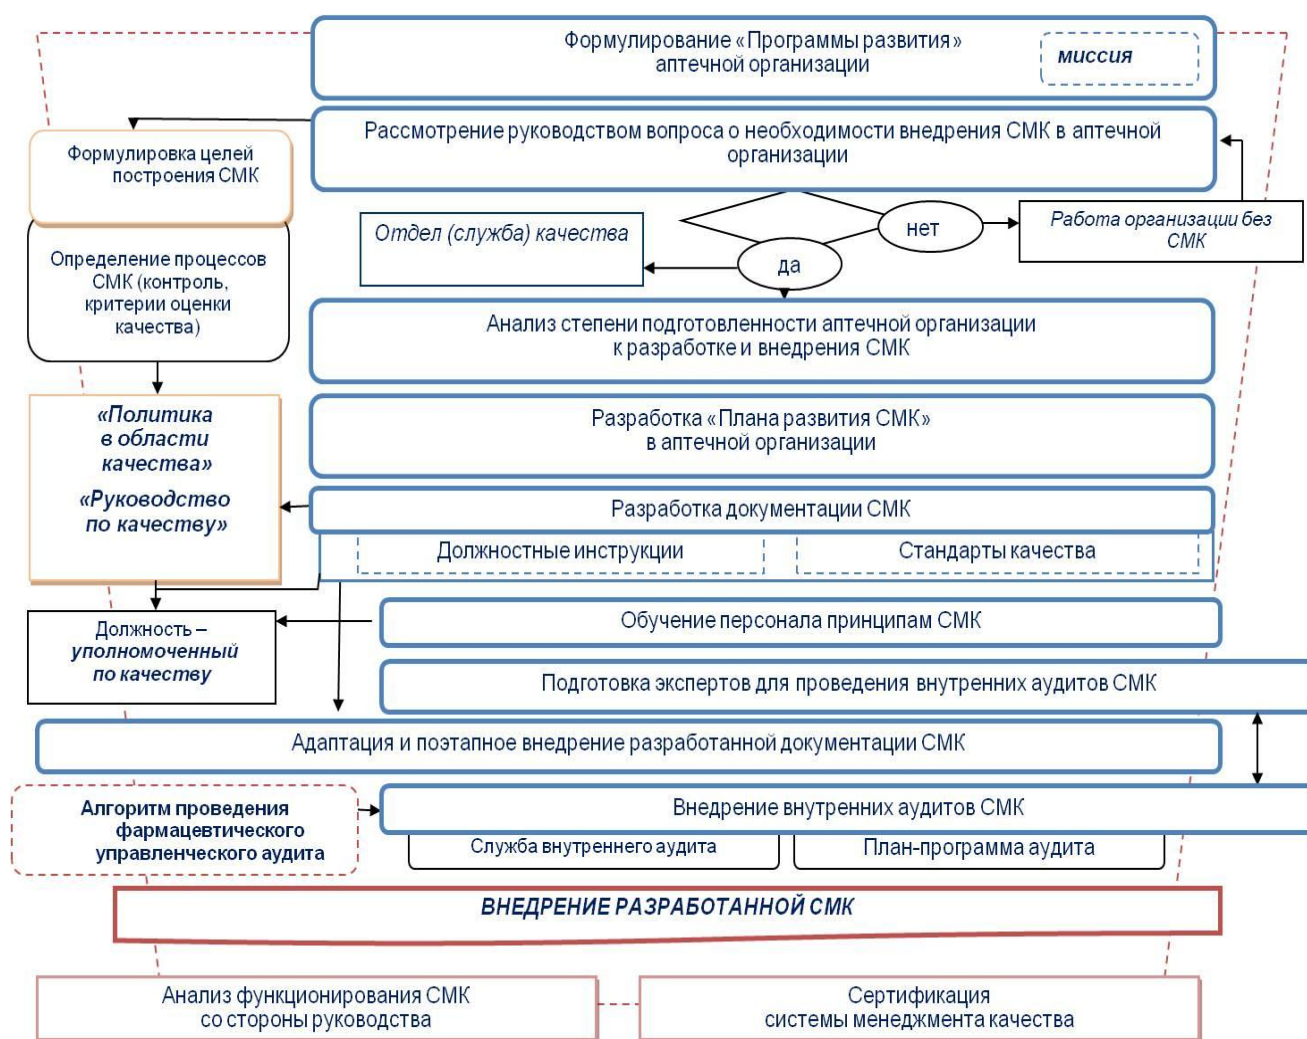 Формулирование «Программы развития»
аптечной организации
миссия
Рассмотрение руководством вопроса о необходимости внедрения СМК в аптечной
организации
Формулировка целей
построения СМК
Отдел (служба) качества
нет
Работа организации без
СМК
да
Определение процессов
СМК (контроль,
критерии оценки
качества)
Анализ степени подготовленности аптечной организации
к разработке и внедрения СМК
«Политика
в области
качества»
«Руководство
по качеству»
Разработка «Плана развития СМК»
в аптечной организации
Разработка документации СМК
Должностные инструкции
Стандарты качества
Должность –
уполномоченный
по качеству
Обучение персонала принципам СМК
Подготовка экспертов для проведения внутренних аудитов СМК
Адаптация и поэтапное внедрение разработанной документации СМК
Алгоритм проведения
фармацевтического
управленческого аудита
Внедрение внутренних аудитов СМК
Служба внутреннего аудита
План-программа аудита
ВНЕДРЕНИЕ РАЗРАБОТАННОЙ СМК
Анализ функционирования СМК
со стороны руководства
Сертификация
системы менеджмента качества